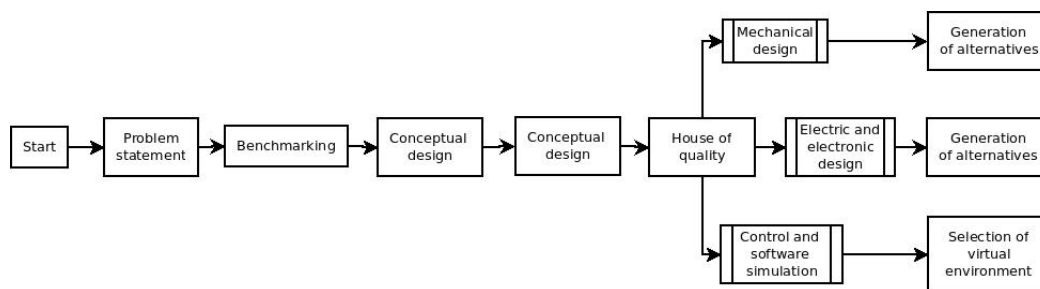 Start
Problem
statement
Benchmarking
Conceptual
design
Conceptual
design
House of
quality
Mechanical
design
Generation
of alternatives
Electric and
electronic
design
Generation
of alternatives
Control and
software
simulation
Selection of
virtual
environment